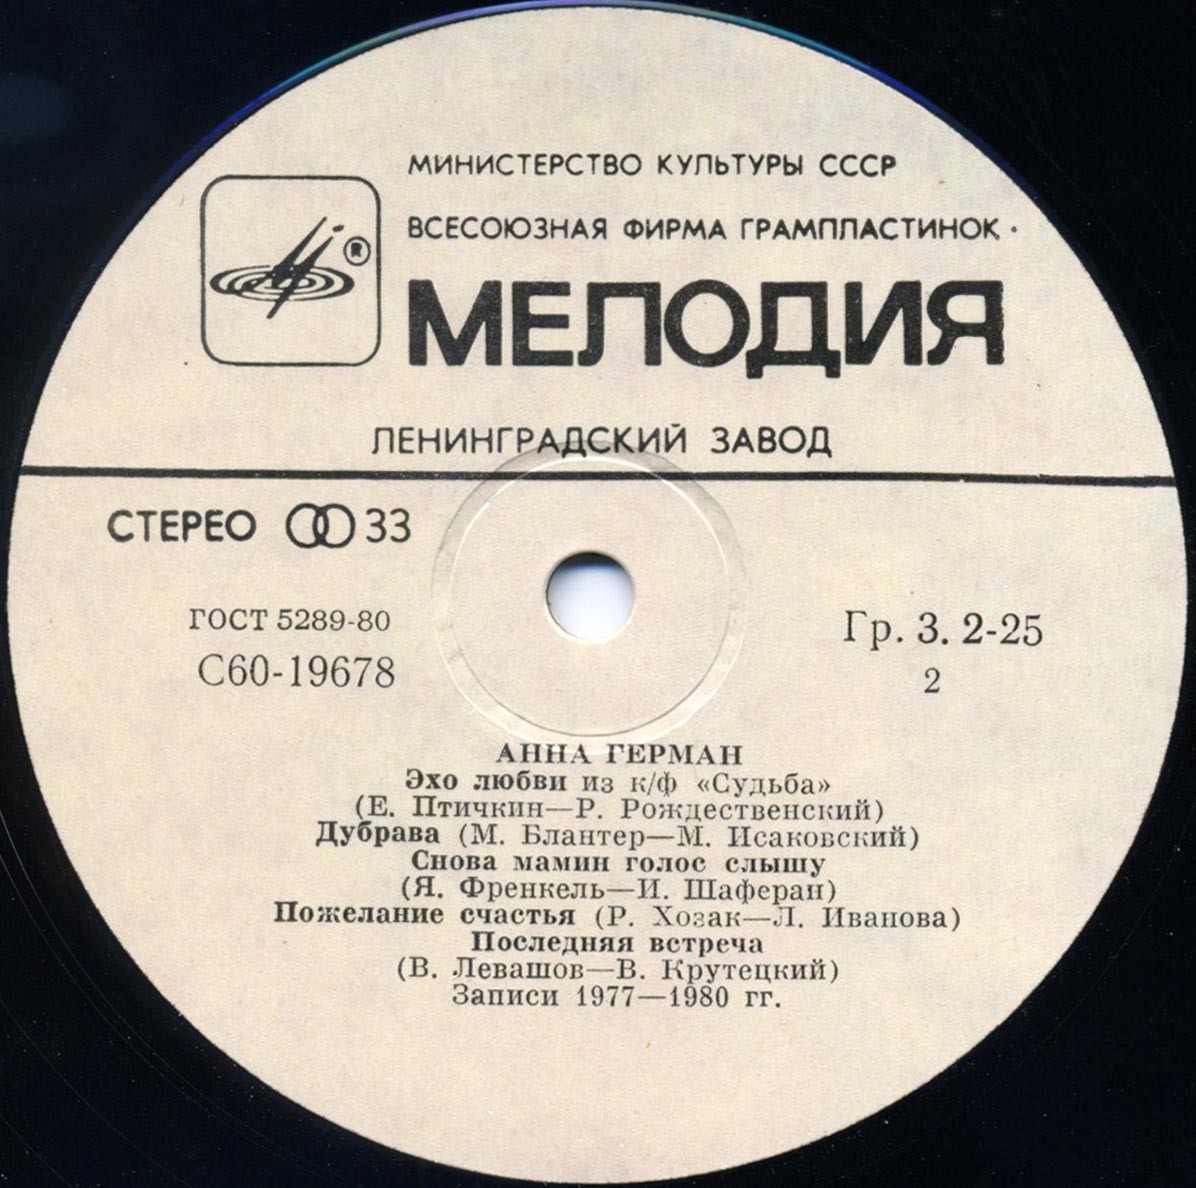 МИНИСТЕРСТВО КУЛЬТУРЫ СССР
ВСЕСОЮЗНАЯ ФИРМА ГРАМПЛАСТИНОК
®
МЕЛОДИЯ
ЛЕНИНГРАДСКИЙ ЗАВОД
СТЕРЕО 33
ГОСТ 5289-80
Гр. 3. 2-25
С60-19678
2
АННА ГЕРМАН
Эхо любви из к/ф «Судьба»
(Е. Птичкин—Р. Рождественский)
Дубрава (М. Блантер—М. Исаковский)
Снова мамин голос слышу
(Я. Френкель—И. Шаферан)
Пожелание счастья (Р. Хозак—Л. Иванова)
Последняя встреча
(В. Левашов—В. Крутецкий)
Записи 1977—1980 гг.